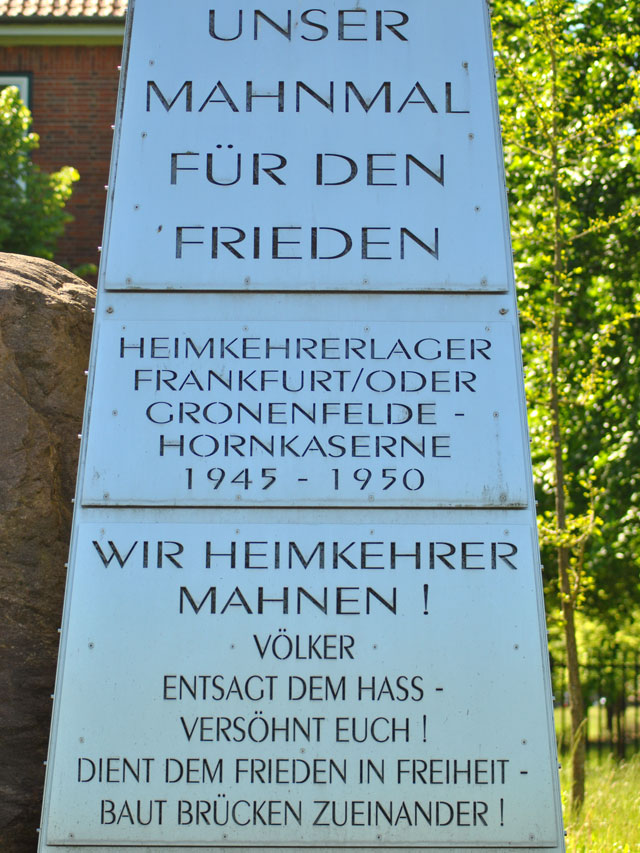 UNSER
MAHNMAL
FÜR DEN
FRIEDEN
HEIMKEHRERLAGER
FRANKFURT/ODER
GRONENFELDE -
HORNKASERNE
1945 - 1950
WIR HEIMKEHRER
MAHNEN !
VÖLKER
ENTSAGT DEM HASS -
VERSÖHNT EUCH !
DIENT DEM FRIEDEN IN FREIHEIT -
BAUT BRÜCKEN ZUEINANDER !